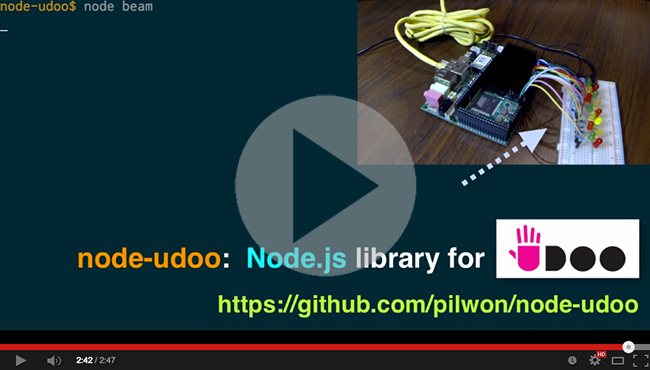 node-udoo$ node beam
node-udoo: Node.js library for UDOO
https://github.com/pilwon/node-udoo
2:42 / 2:47
HD